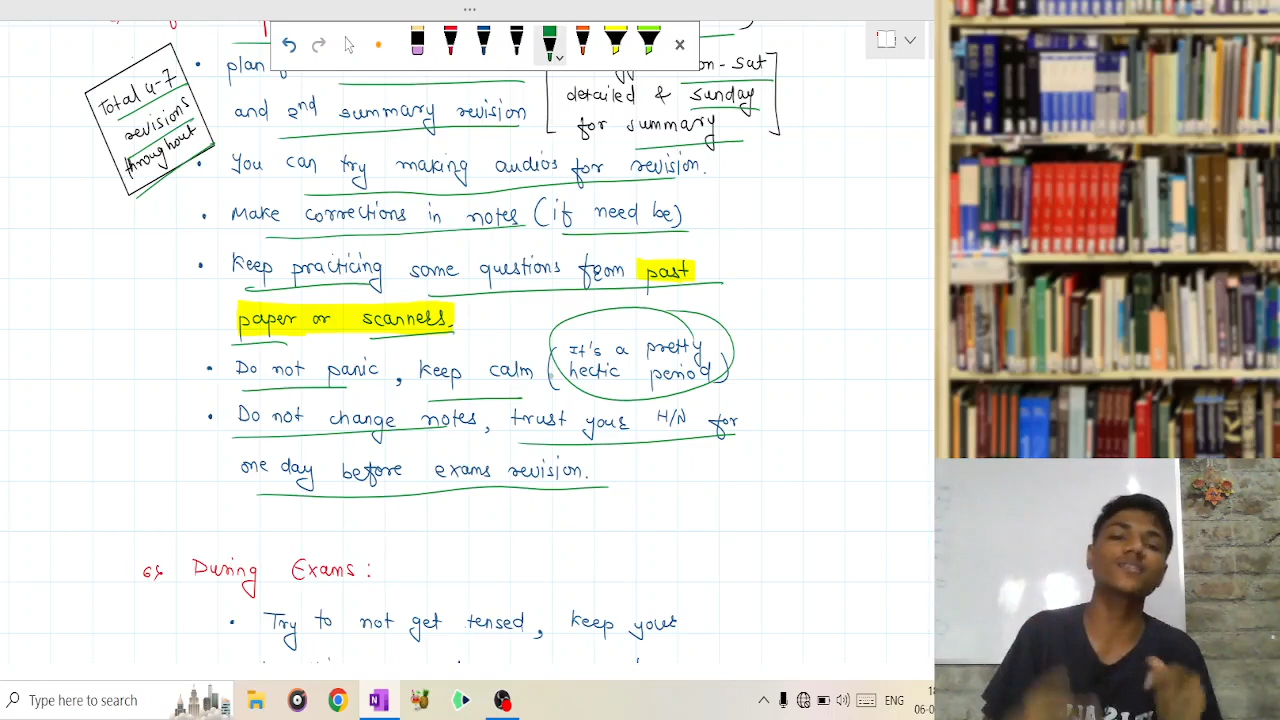 plan
on-sat
Total 4-7
revisions
throughout
detailed & sunday
and 2nd summary revision
for summary
• You can try making audios for revision.
• Make corrections in notes (if need be)
• Keep practicing some questions from past
paper or scanners.
• Do not panic, keep calm (It's a pretty
hectic period)
• Do not change notes, trust your H/N for
one day before exams revision.
6) During Exams:
• Try to not get tensed, keep your
Type here to search
ENG